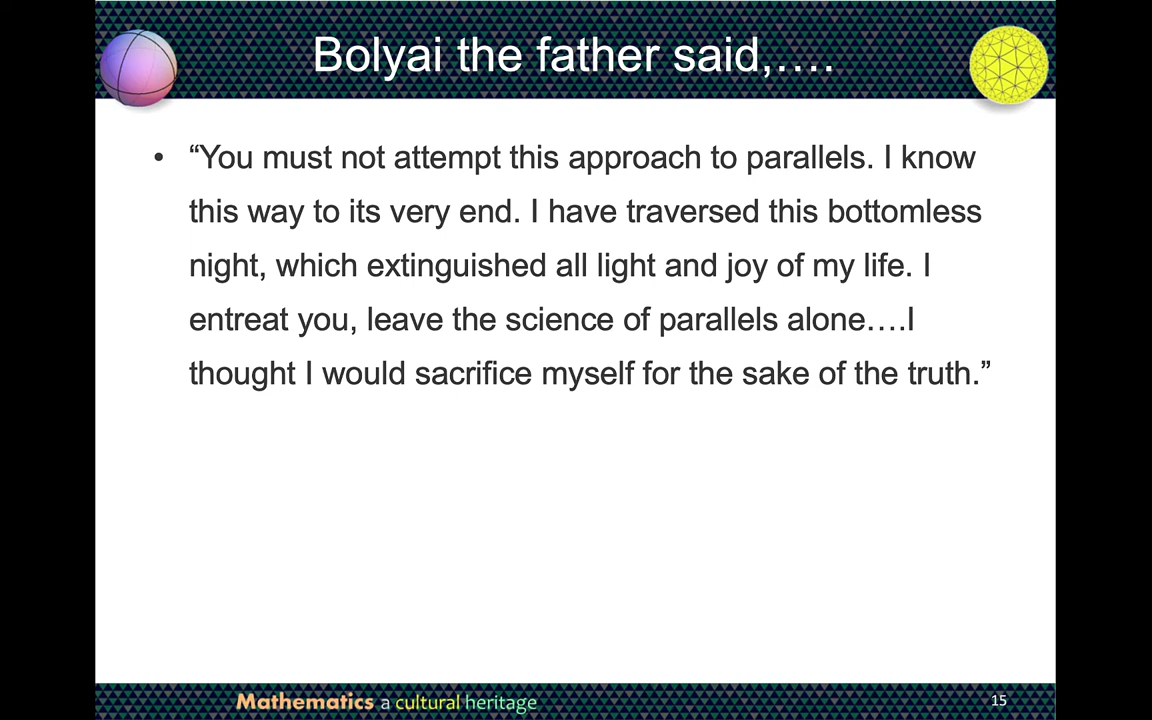 Bolyai the father said,….
• “You must not attempt this approach to parallels. I know
this way to its very end. I have traversed this bottomless
night, which extinguished all light and joy of my life. I
entreat you, leave the science of parallels alone….I
thought I would sacrifice myself for the sake of the truth.”
Mathematics a cultural heritage
15